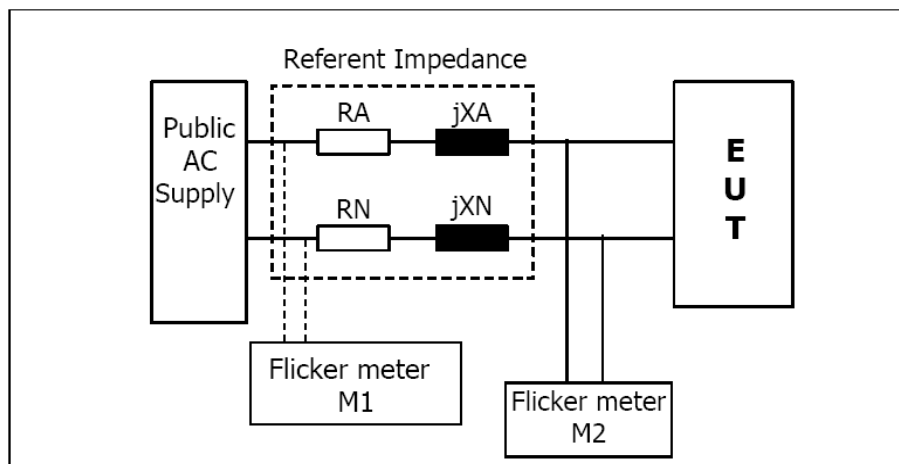 Referent Impedance
Public
AC
Supply
RA
jXA
RN
jXN
E
U
T
Flicker meter
M1
Flicker meter
M2